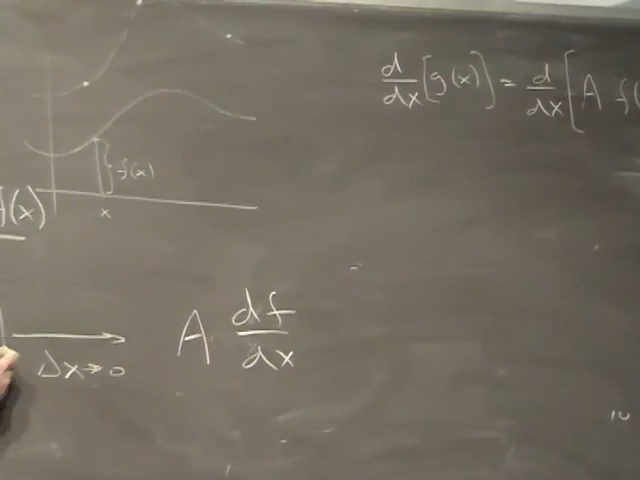 d/dx [g(x)] = d/dx [A f(
f(x)
x
f(x)
Δx→0
A df/dx